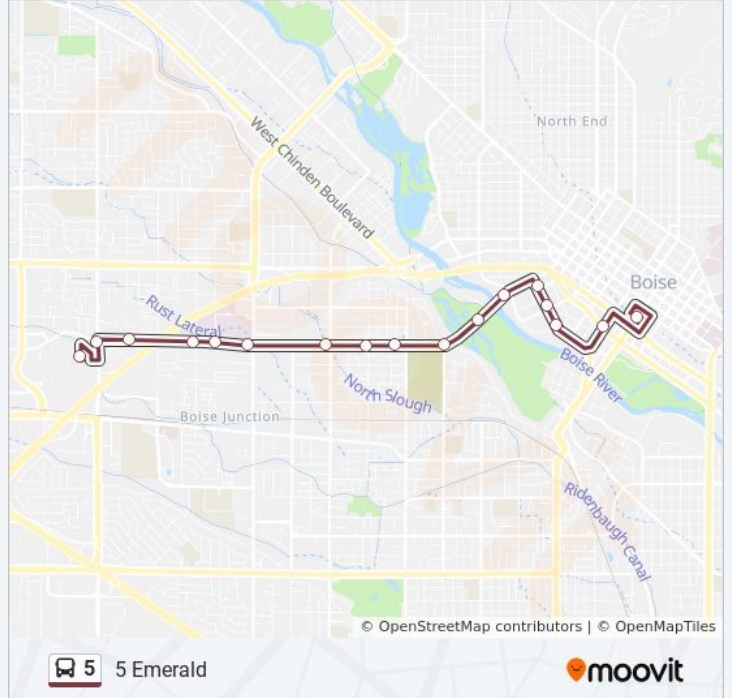 North End
West Chinden Boulevard
Boise
Rust Lateral
Boise River
North Slough
Boise Junction
Ridenbaugh Canal
© OpenStreetMap contributors | © OpenMapTiles
5 5 Emerald
moovit